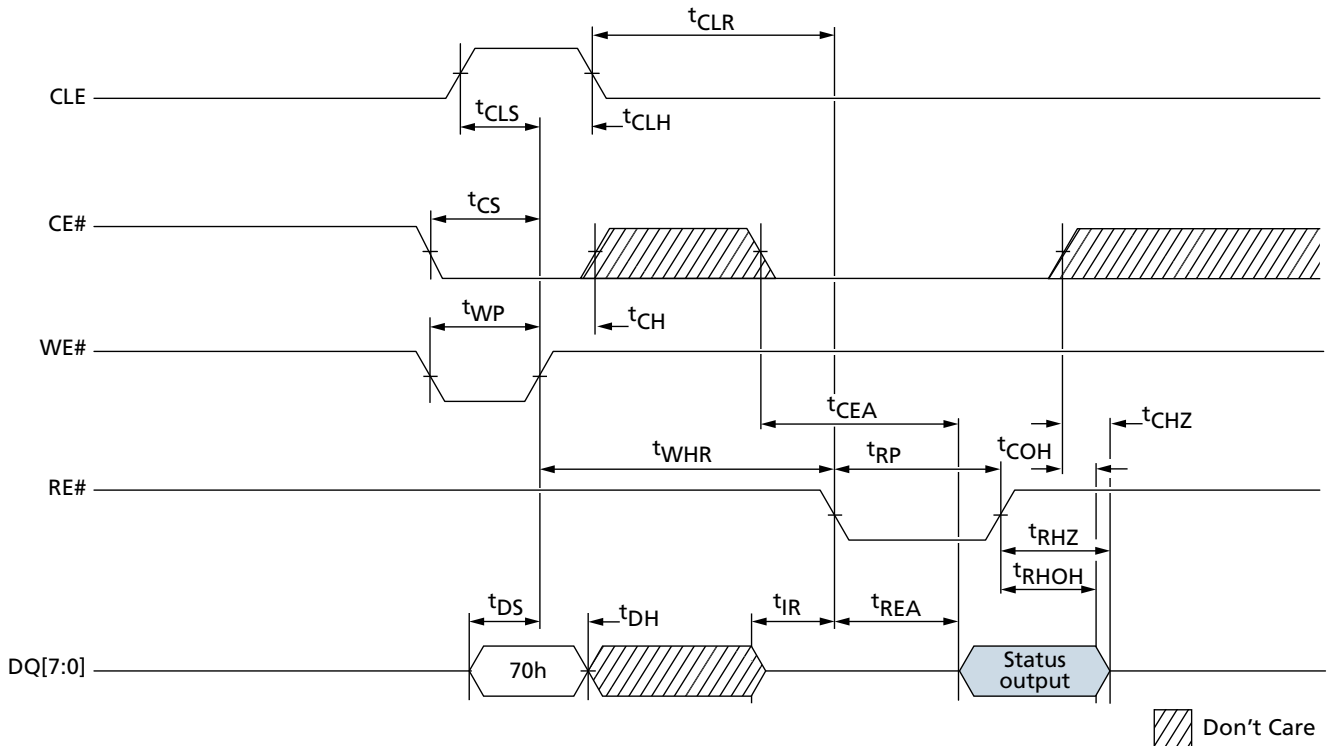 tCLR
CLE
tCLS
tCLH
tCS
CE#
tWP
tCH
WE#
tCEA
tCHZ
tWHR
tRP
tCOH
RE#
tRHZ
tRHOH
tDS
tDH
tIR
tREA
DQ[7:0]
70h
Status
output
Don't Care